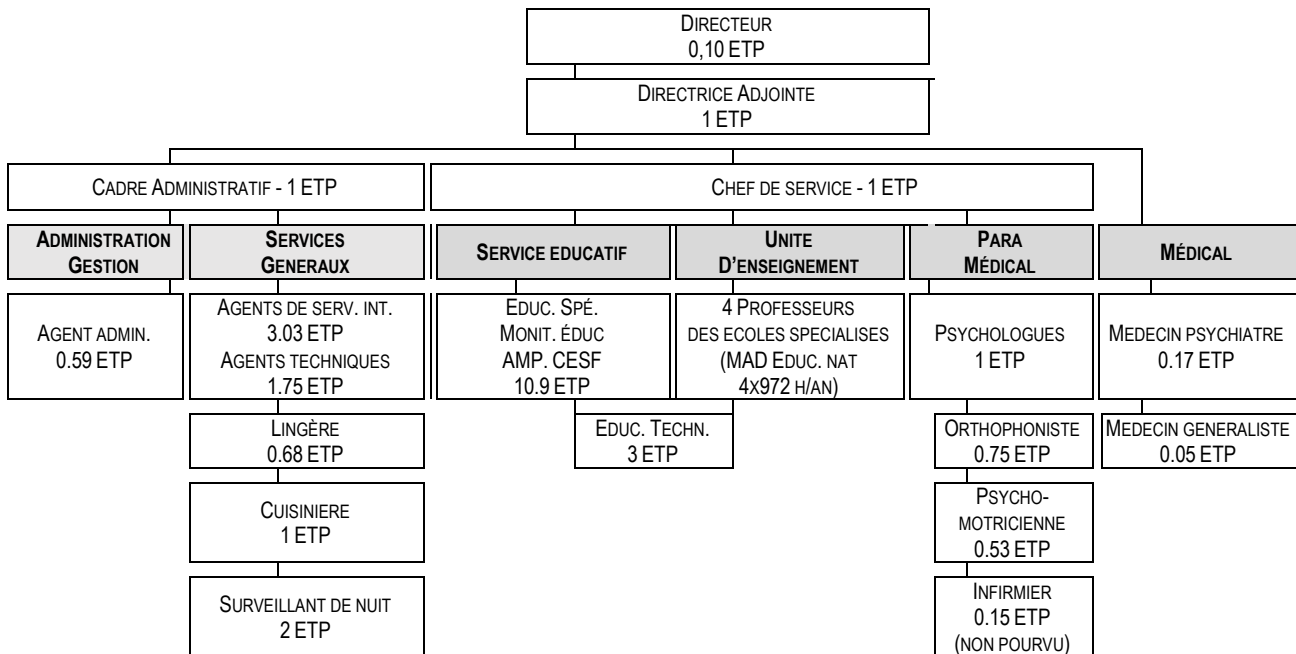 DIRECTEUR
0,10 ETP
DIRECTRICE ADJOINTE
1 ETP
CADRE ADMINISTRATIF - 1 ETP
CHEF DE SERVICE - 1 ETP
ADMINISTRATION
GESTION
SERVICES
GENERAUX
SERVICE EDUCATIF
UNITE
D'ENSEIGNEMENT
PARA
MÉDICAL
MÉDICAL
AGENT ADMIN.
0.59 ETP
AGENTS DE SERV. INT.
3.03 ETP
AGENTS TECHNIQUES
1.75 ETP
EDUC. SPÉ.
MONIT. ÉDUC
AMP. CESF
10.9 ETP
4 PROFESSEURS
DES ECOLES SPECIALISES
(MAD EDUC. NAT
4X972 H/AN)
PSYCHOLOGUES
1 ETP
MEDECIN PSYCHIATRE
0.17 ETP
LINGÈRE
0.68 ETP
EDUC. TECHN.
3 ETP
ORTHOPHONISTE
0.75 ETP
MEDECIN GENERALISTE
0.05 ETP
CUISINIERE
1 ETP
PSYCHO-
MOTRICIENNE
0.53 ETP
SURVEILLANT DE NUIT
2 ETP
INFIRMIER
0.15 ETP
(NON POURVU)